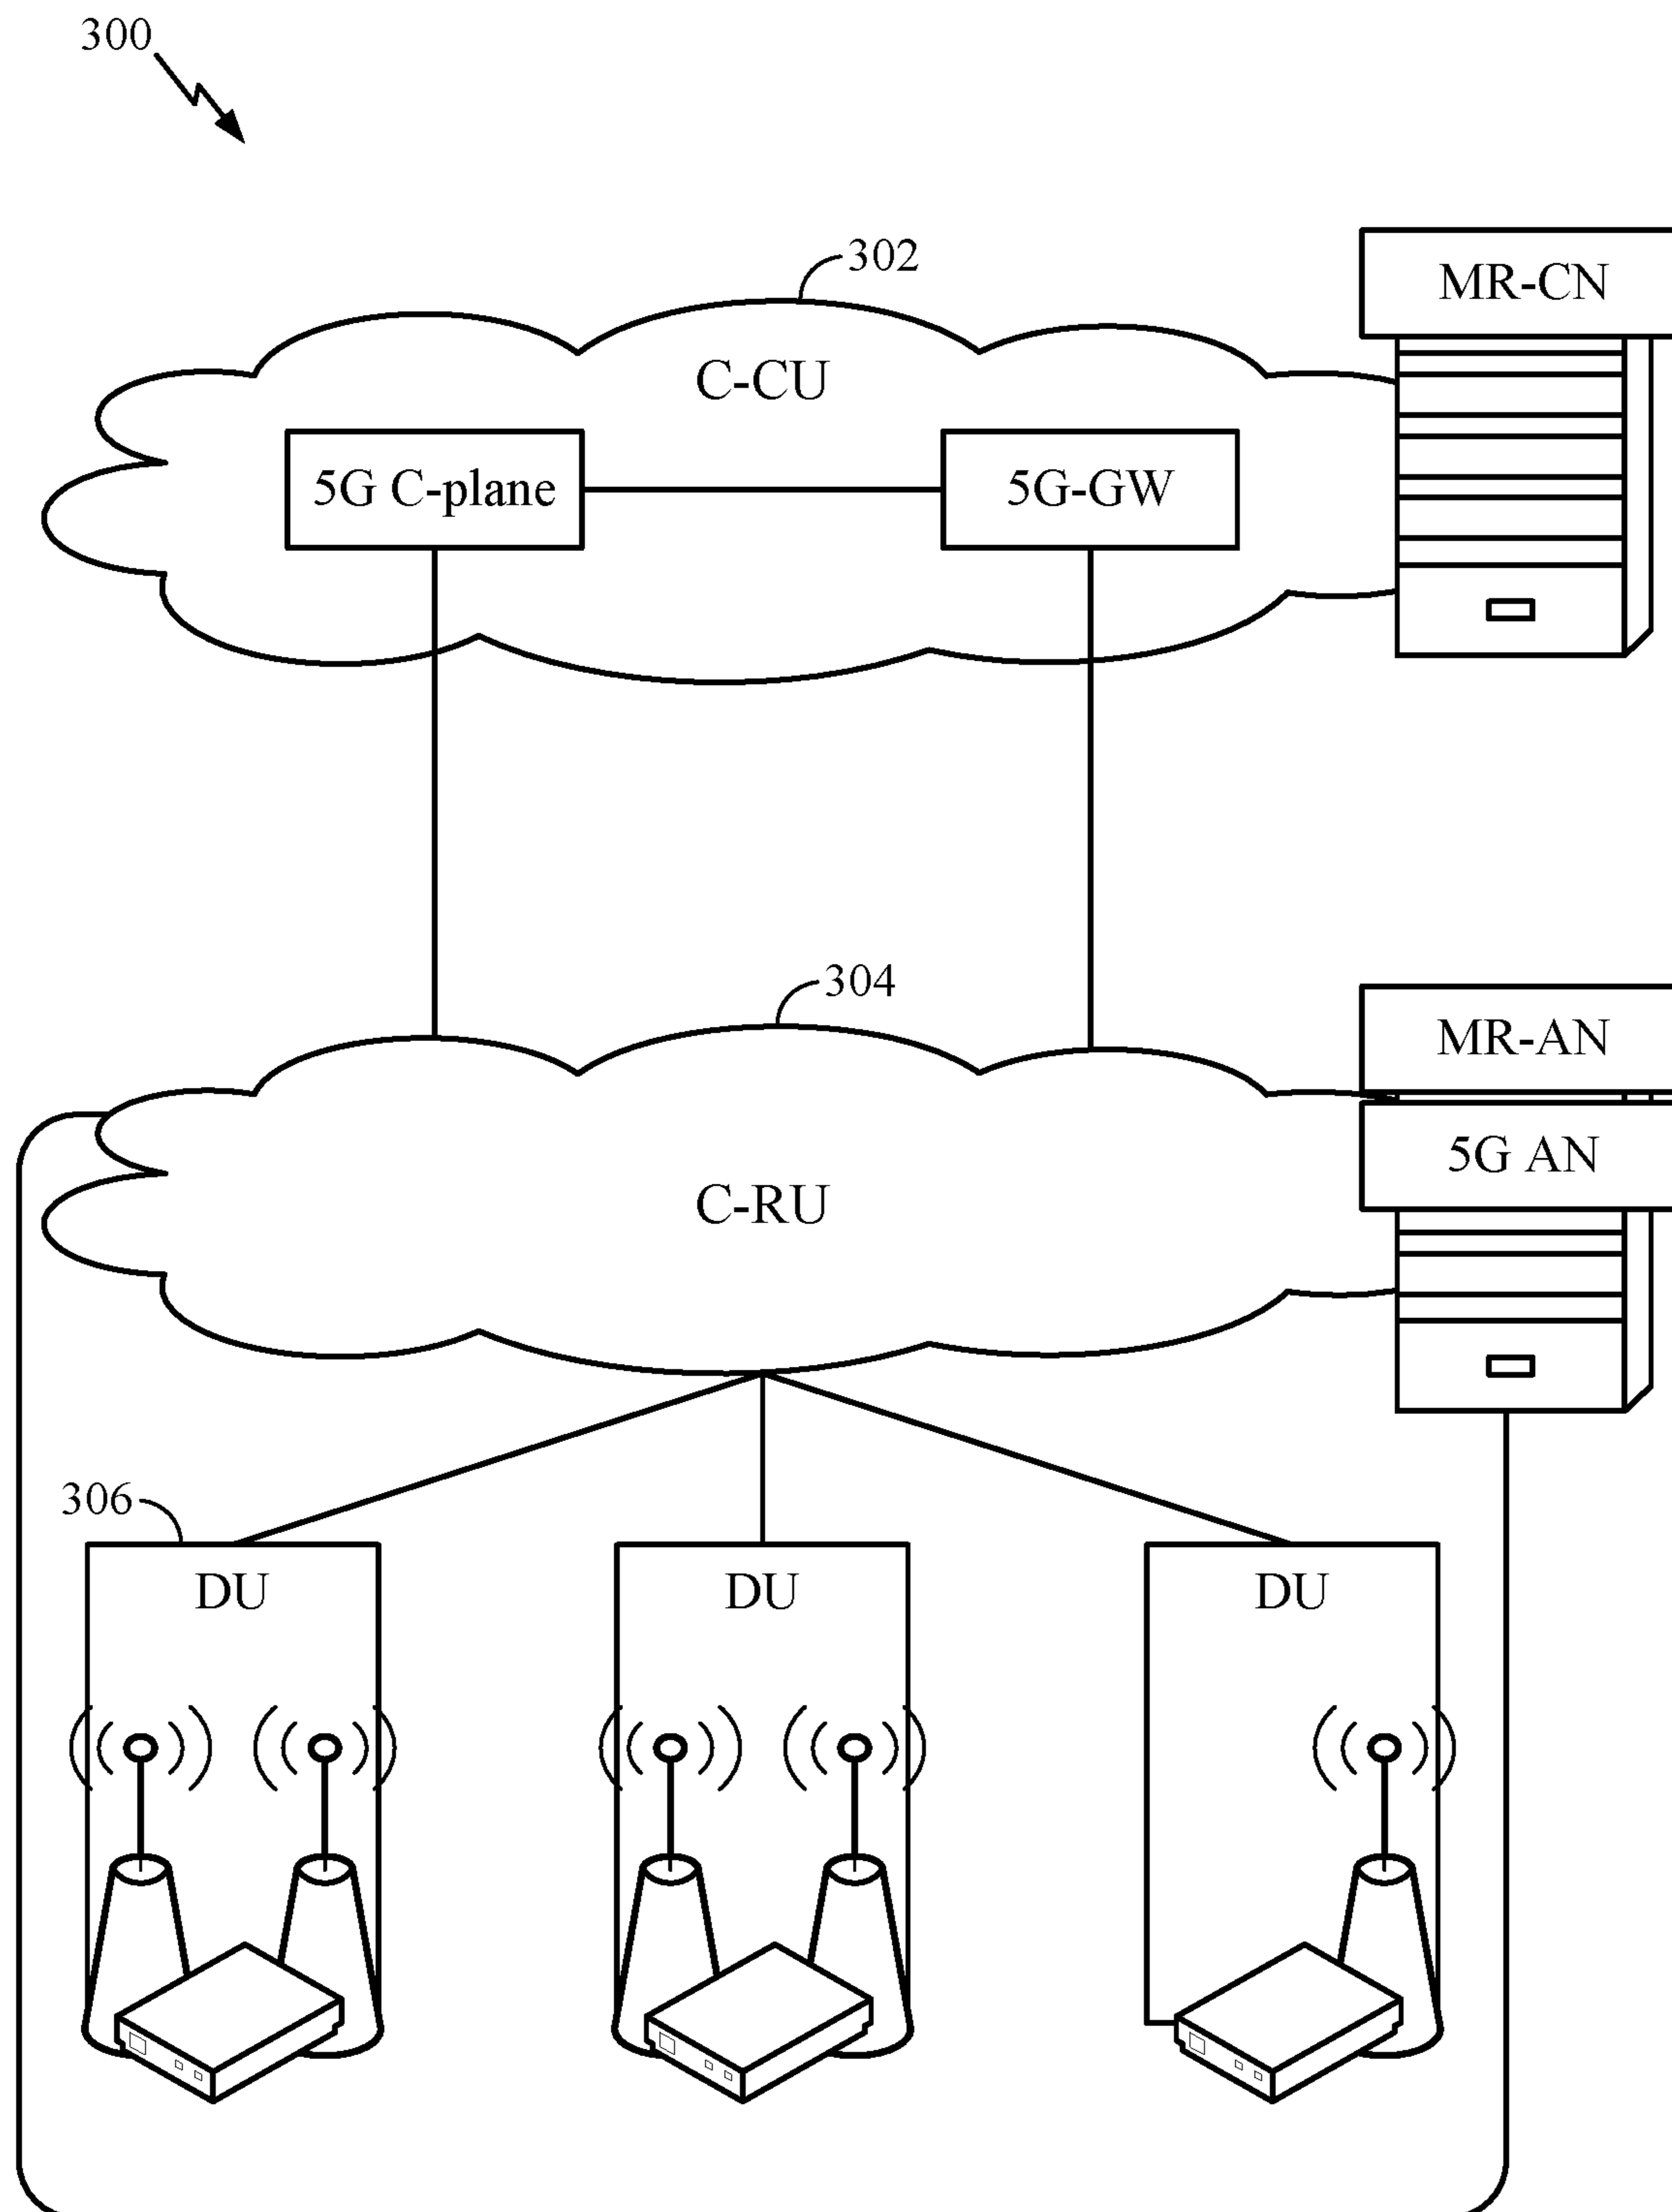 300
302
MR-CN
C-CU
5G C-plane
5G-GW
304
MR-AN
5G AN
C-RU
306
DU
DU
DU